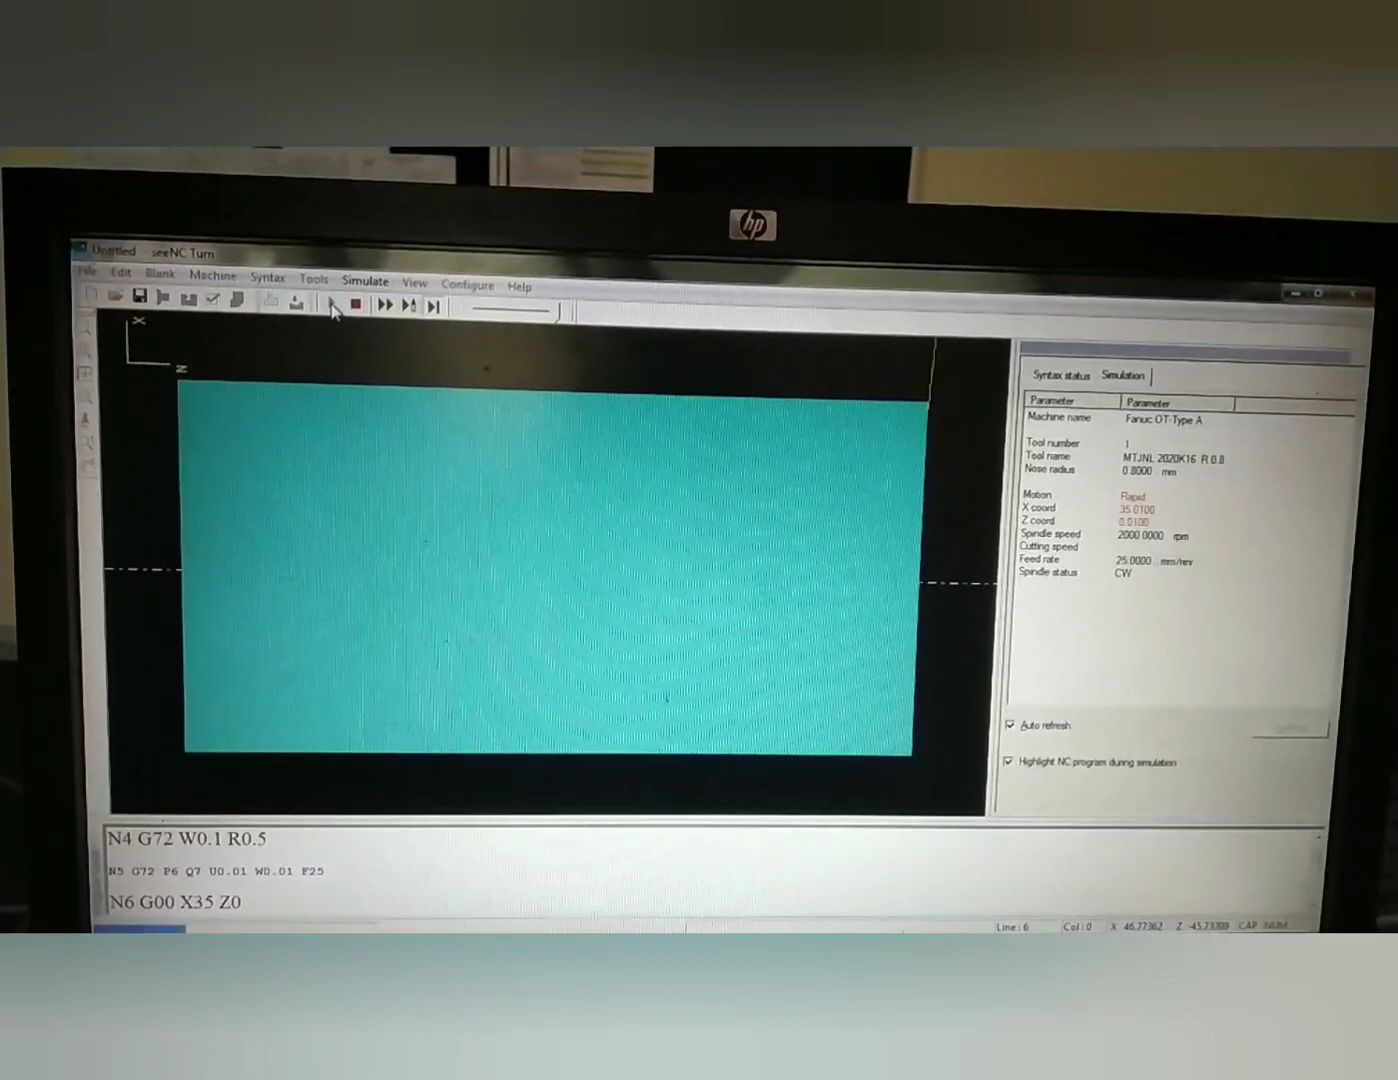 hp
Untitled seeNC Turn
File Edit Blank Machine Syntax Tools Simulate View Configure Help
X
Z
Syntax status Simulation
Parameter Parameter
Machine name Fanuc OT-Type A
Tool number 1
Tool name MTJNL 2020K16 R 0.8
Nose radius 0.8000 mm
Motion Rapid
X coord 35.0100
Z coord 0.0100
Spindle speed 2000.0000 rpm
Cutting speed
Feed rate 25.0000 mm/rev
Spindle status CW
Auto refresh
Highlight NC program during simulation
N4 G72 W0.1 R0.5
N5 G72 P6 Q7 U0.01 W0.01 F25
N6 G00 X35 Z0
Line : 6 Col : 0 X 46.77362 Z CAP NUM